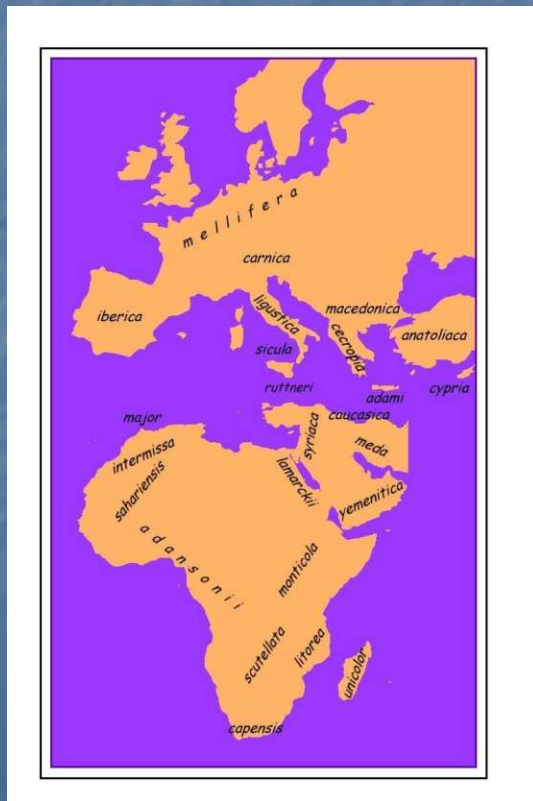 mellifera
carnica
iberica
ligustica
macedonica
cecropia
anatoliaca
sicula
ruttneri
adami
cypria
major
caucasica
syriaca
intermissa
meda
sahariensis
lamarckii
yemenitica
adansonii
monticola
scutellata
litorea
unicolor
capensis